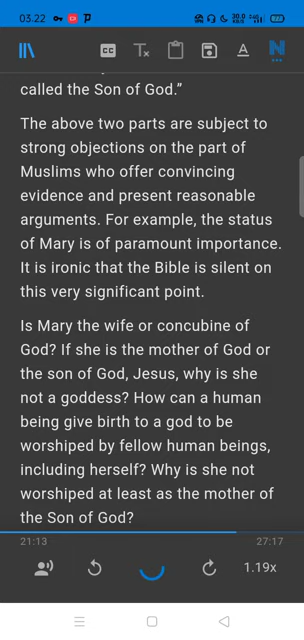 03.22
30.0
KB/S
CC
T×
A
N
called the Son of God.”
The above two parts are subject to
strong objections on the part of
Muslims who offer convincing
evidence and present reasonable
arguments. For example, the status
of Mary is of paramount importance.
It is ironic that the Bible is silent on
this very significant point.
Is Mary the wife or concubine of
God? If she is the mother of God or
the son of God, Jesus, why is she
not a goddess? How can a human
being give birth to a god to be
worshiped by fellow human beings,
including herself? Why is she not
worshiped at least as the mother of
the Son of God?
21:13 27:17
1.19x